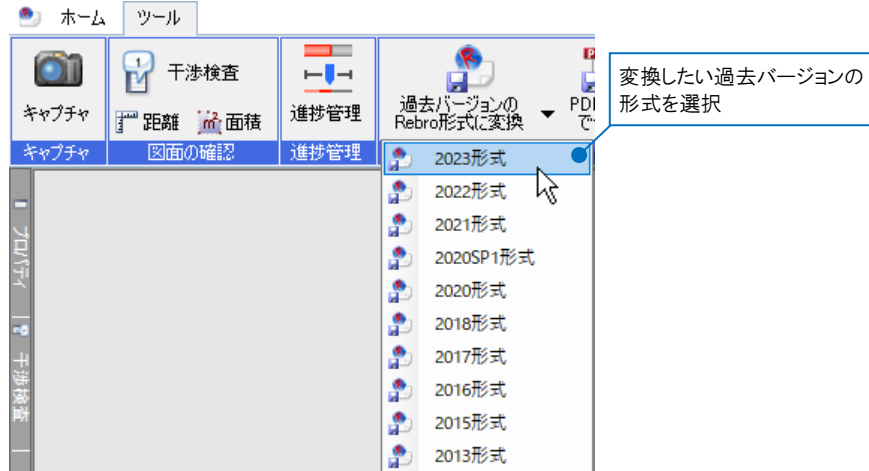 ホーム ツール
キャプチャ
1
干渉検査
距離
m²
面積
進捗管理
過去バージョンの
Rebro形式に変換
PD
で
キャプチャ 図面の確認 進捗管理
変換したい過去バージョンの
形式を選択
2023形式
2022形式
2021形式
2020SP1形式
2020形式
2018形式
2017形式
2016形式
2015形式
2013形式
プロパティ
干渉検査